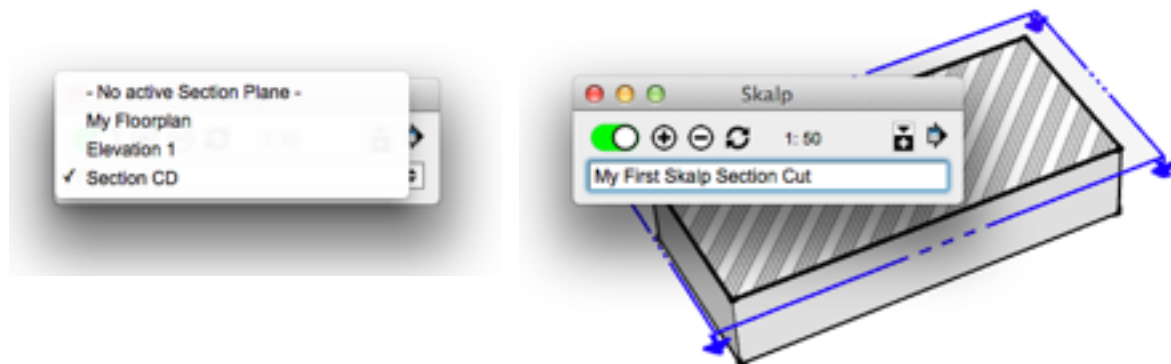 - No active Section Plane -
My Floorplan
Elevation 1
✓ Section CD
Skalp
1: 50
My First Skalp Section Cut